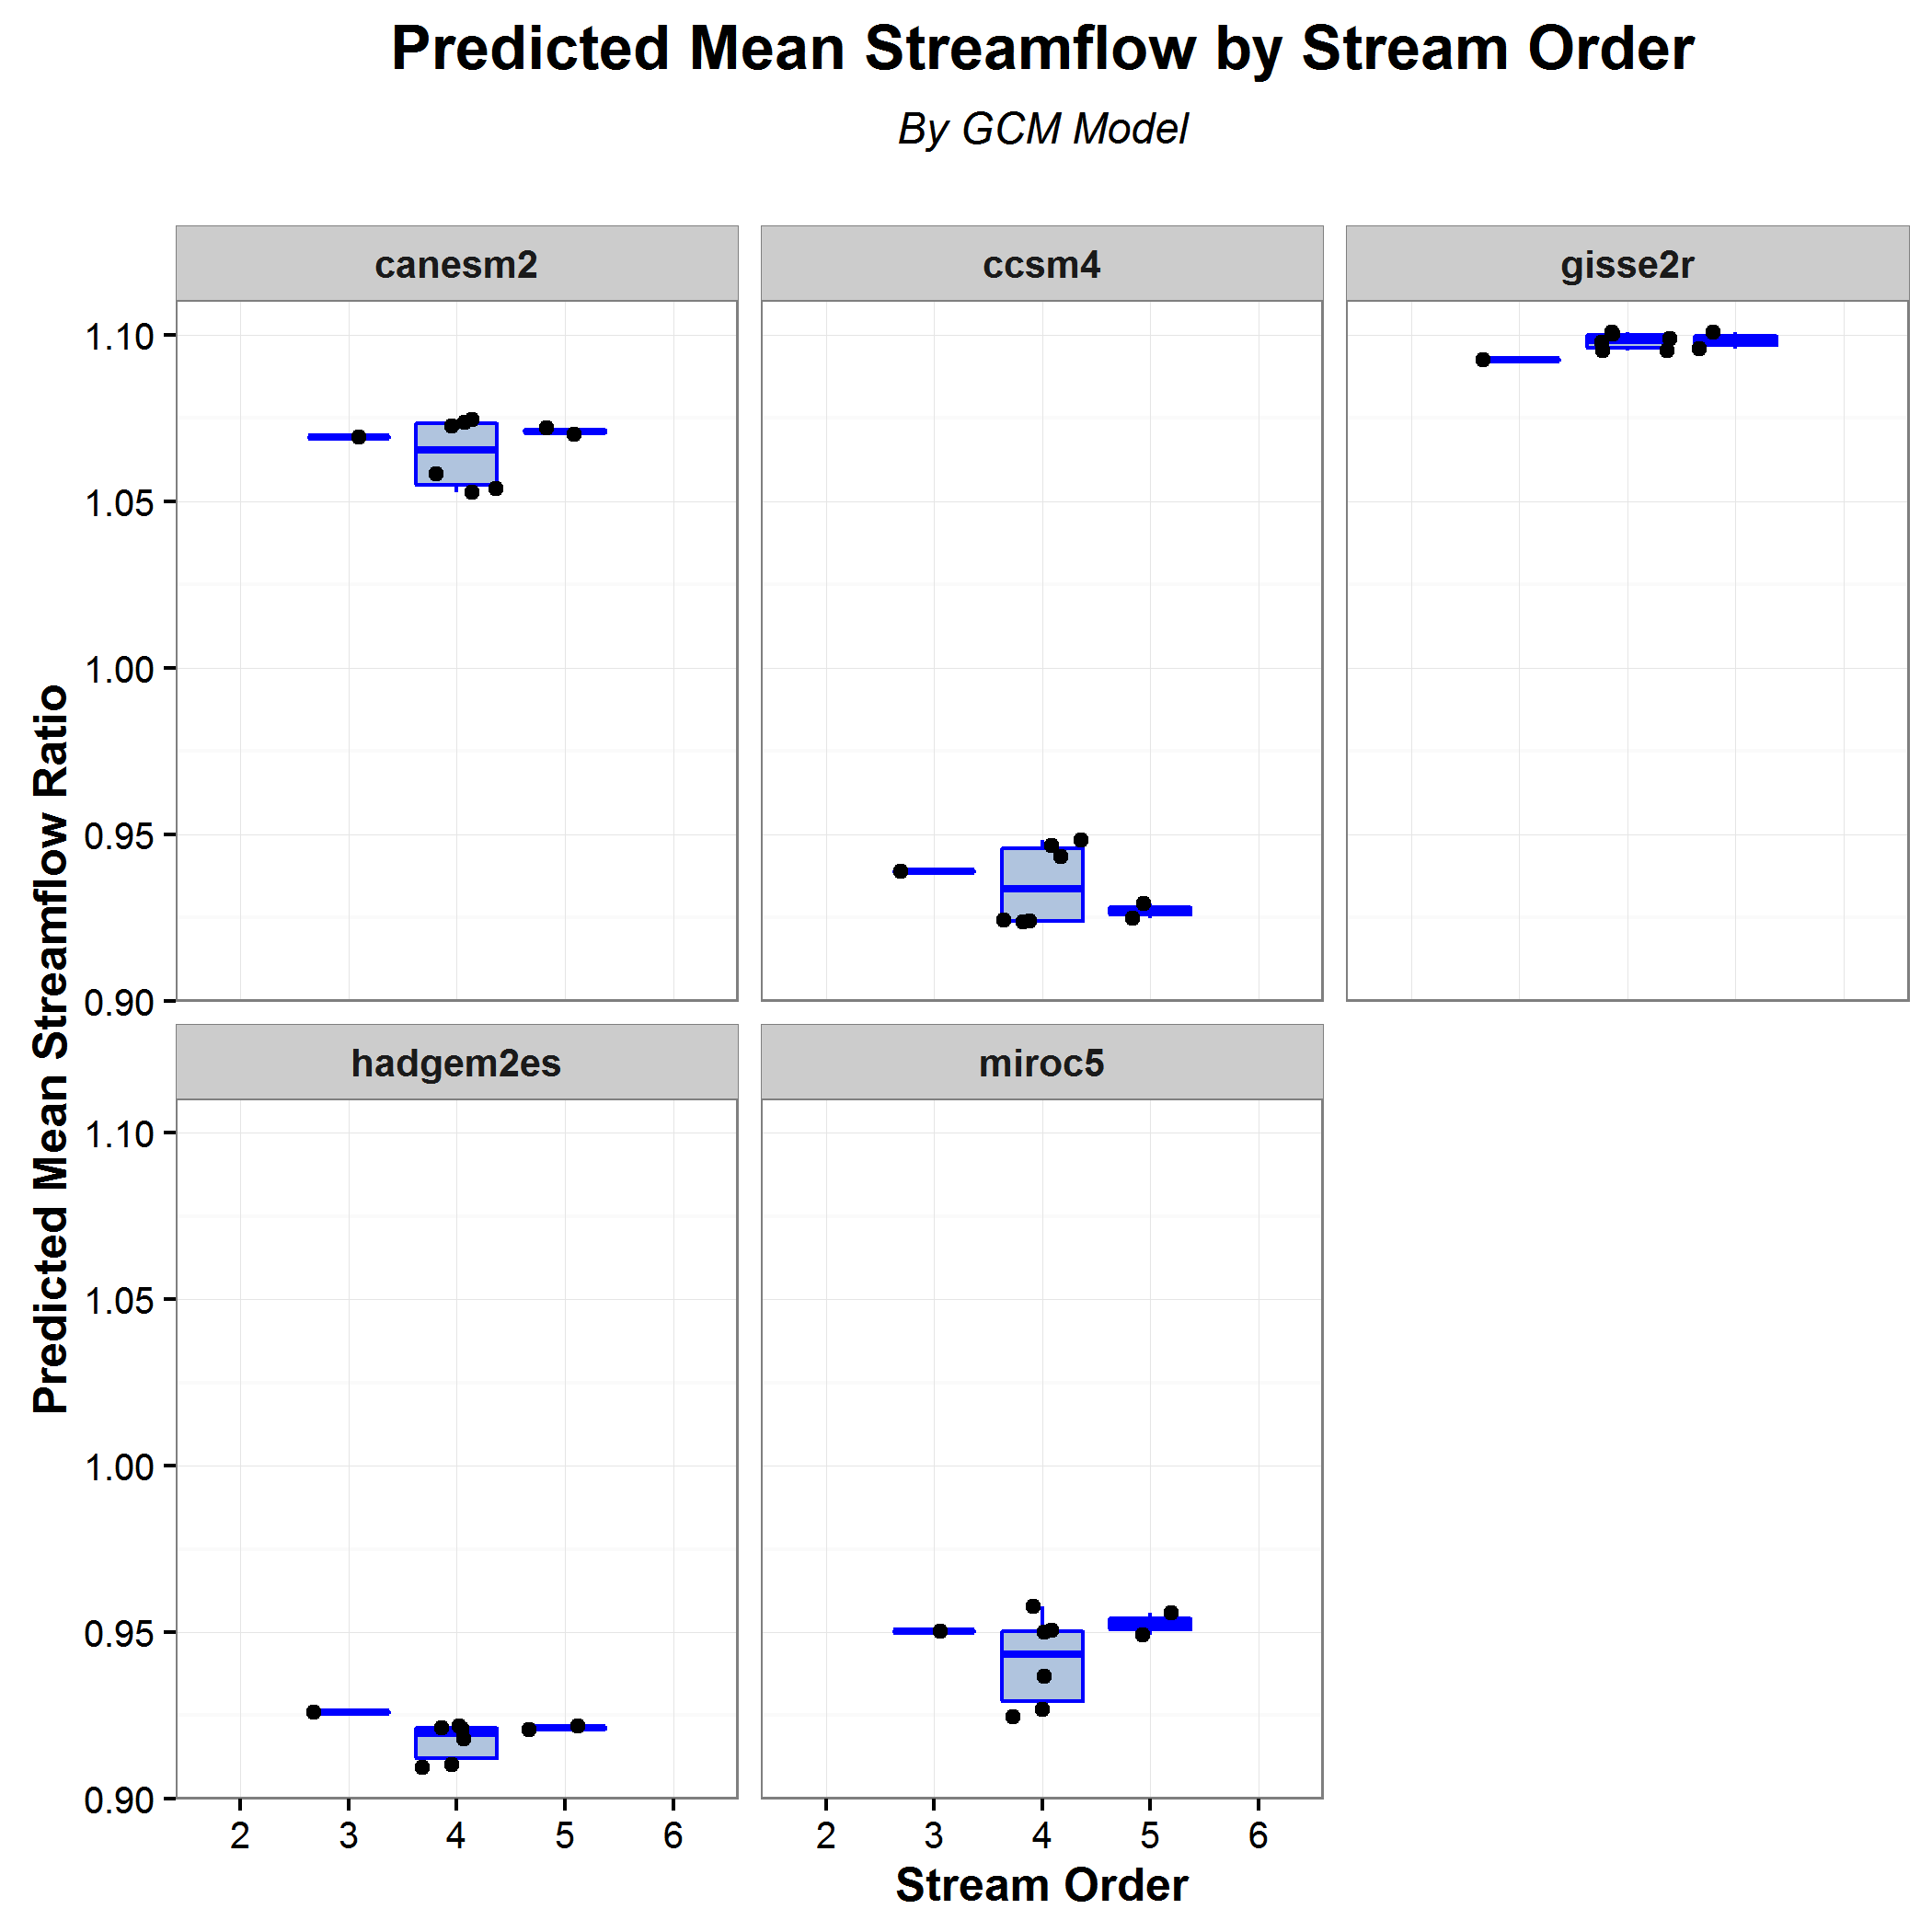 Predicted Mean Streamflow by Stream Order
By GCM Model
canesm2
ccsm4
gisse2r
1.10
1.05
1.00
0.95
0.90
Predicted Mean Streamflow Ratio
hadgem2es
miroc5
1.10
1.05
1.00
0.95
0.90
2 3 4 5 6
2 3 4 5 6
Stream Order